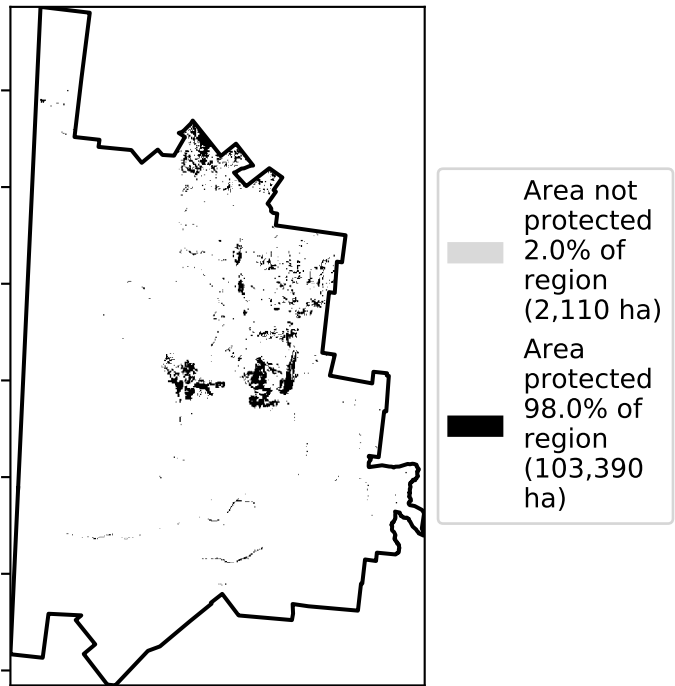 Area not
protected
2.0% of
region
(2,110 ha)
Area
protected
98.0% of
region
(103,390
ha)